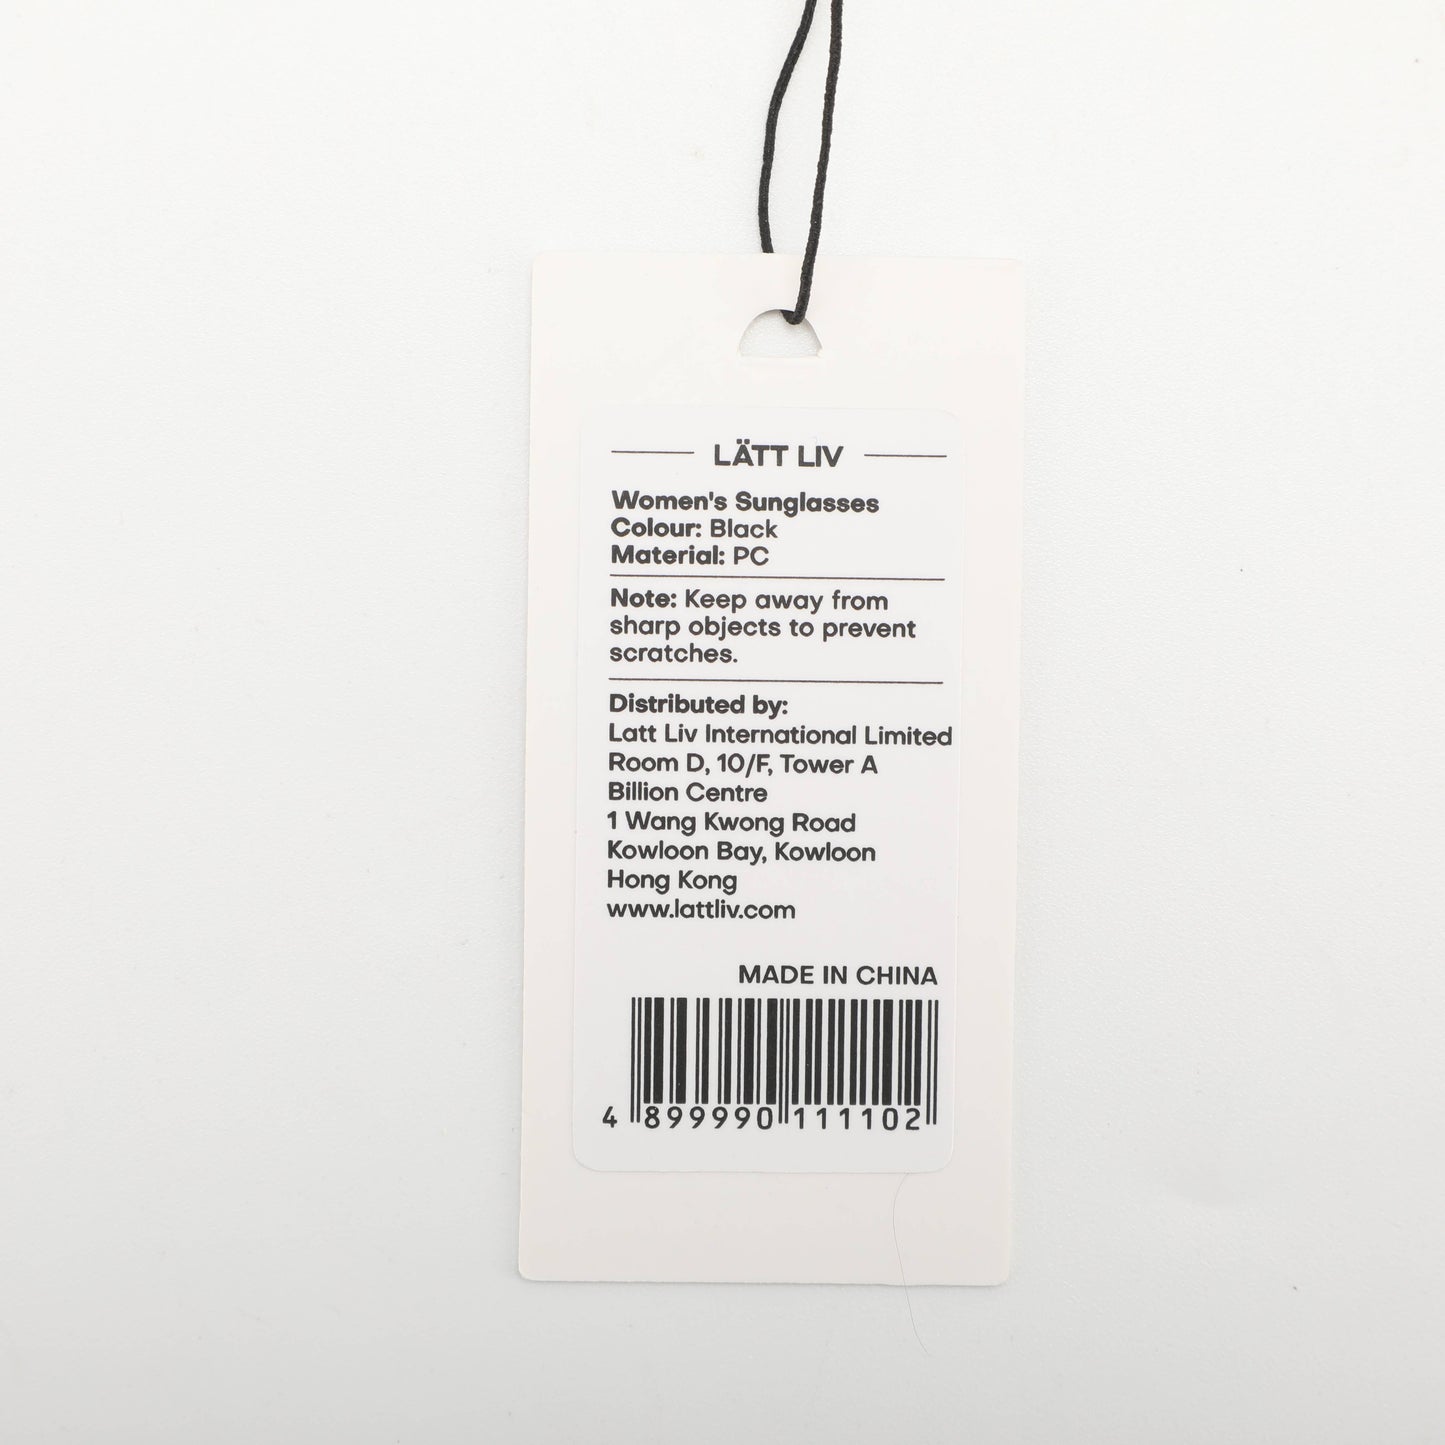 LÄTT LIV
Women's Sunglasses
Colour: Black
Material: PC
Note: Keep away from
sharp objects to prevent
scratches.
Distributed by:
Latt Liv International Limited
Room D, 10/F, Tower A
Billion Centre
1 Wang Kwong Road
Kowloon Bay, Kowloon
Hong Kong
www.lattliv.com
MADE IN CHINA
4 899990 111102